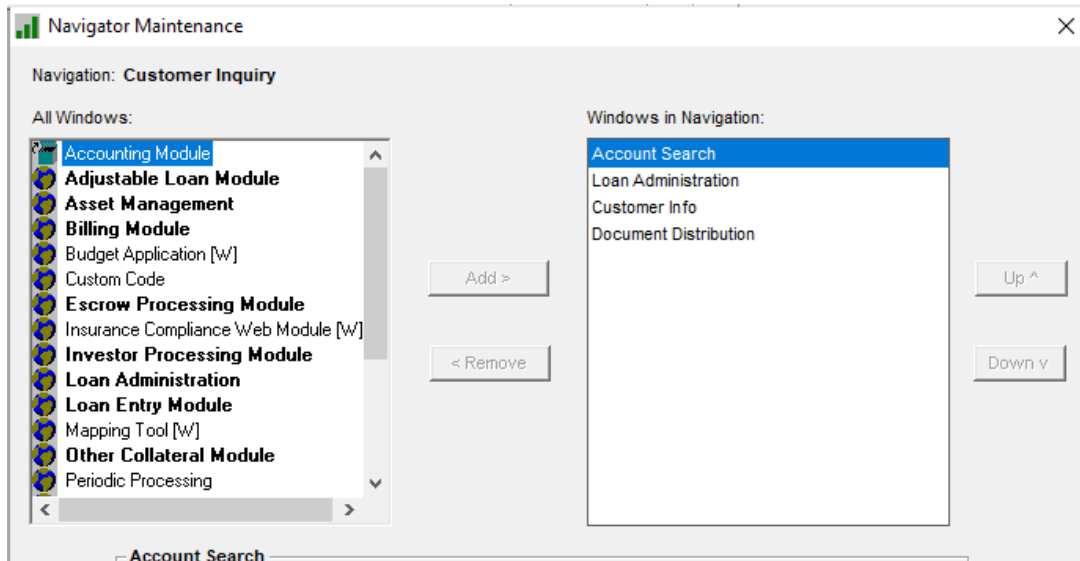 Navigator Maintenance
Navigation: Customer Inquiry
All Windows:
Accounting Module
Adjustable Loan Module
Asset Management
Billing Module
Budget Application [W]
Custom Code
Escrow Processing Module
Insurance Compliance Web Module [W]
Investor Processing Module
Loan Administration
Loan Entry Module
Mapping Tool [W]
Other Collateral Module
Periodic Processing
Add >
< Remove
Windows in Navigation:
Account Search
Loan Administration
Customer Info
Document Distribution
Up ^
Down v
Account Search